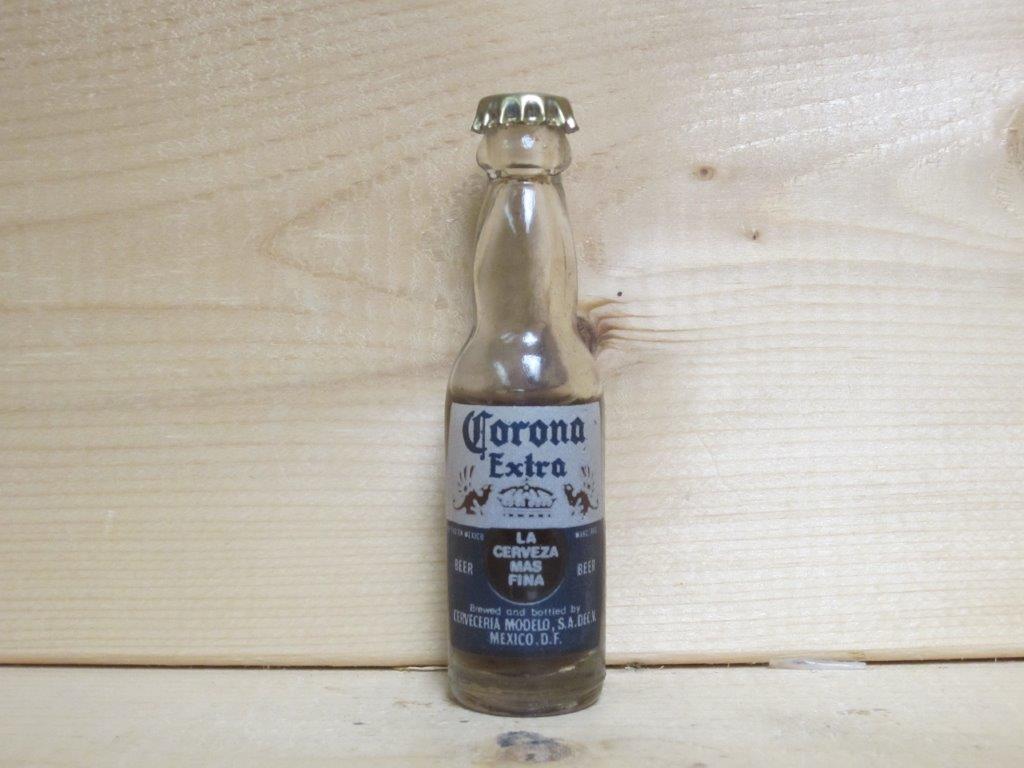 Corona
Extra
LA
CERVEZA
MAS
FINA
BEER
BEER
Brewed and bottled by
CERVECERIA MODELO, S.A. DE C.V.
MEXICO, D.F.